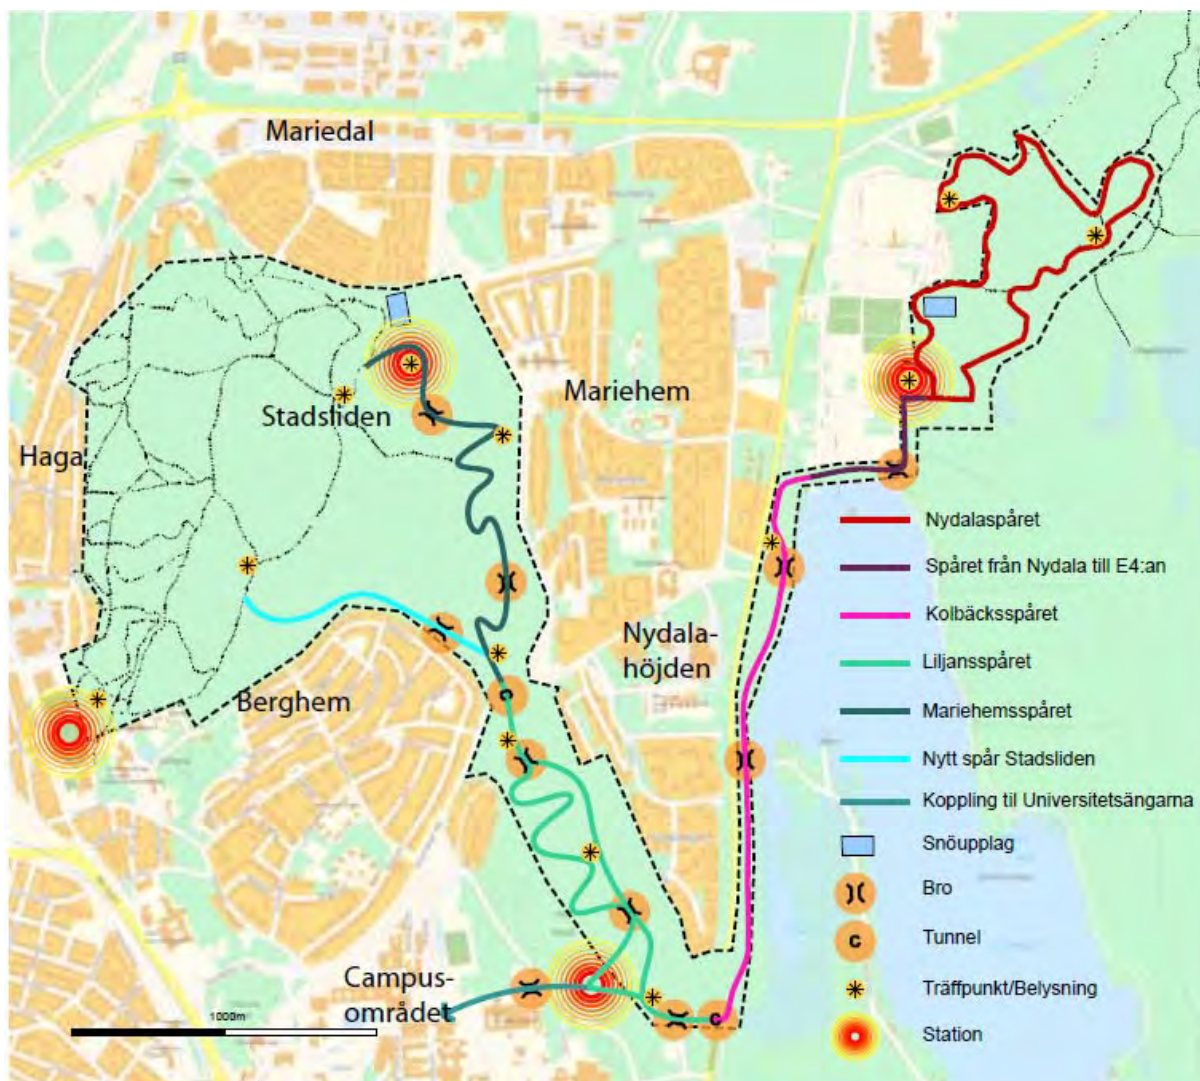 Mariedal
Mariehem
Stadsliden
Haga
Nydala-
höjden
Berghem
Campus-
området
1000m
c
c
Nydalaspåret
Spåret från Nydala till E4:an
Kolbäcksspåret
Liljansspåret
Mariehemsspåret
Nytt spår Stadsliden
Koppling til Universitetsängarna
Snöupplag
Bro
c
Tunnel
Träffpunkt/Belysning
Station